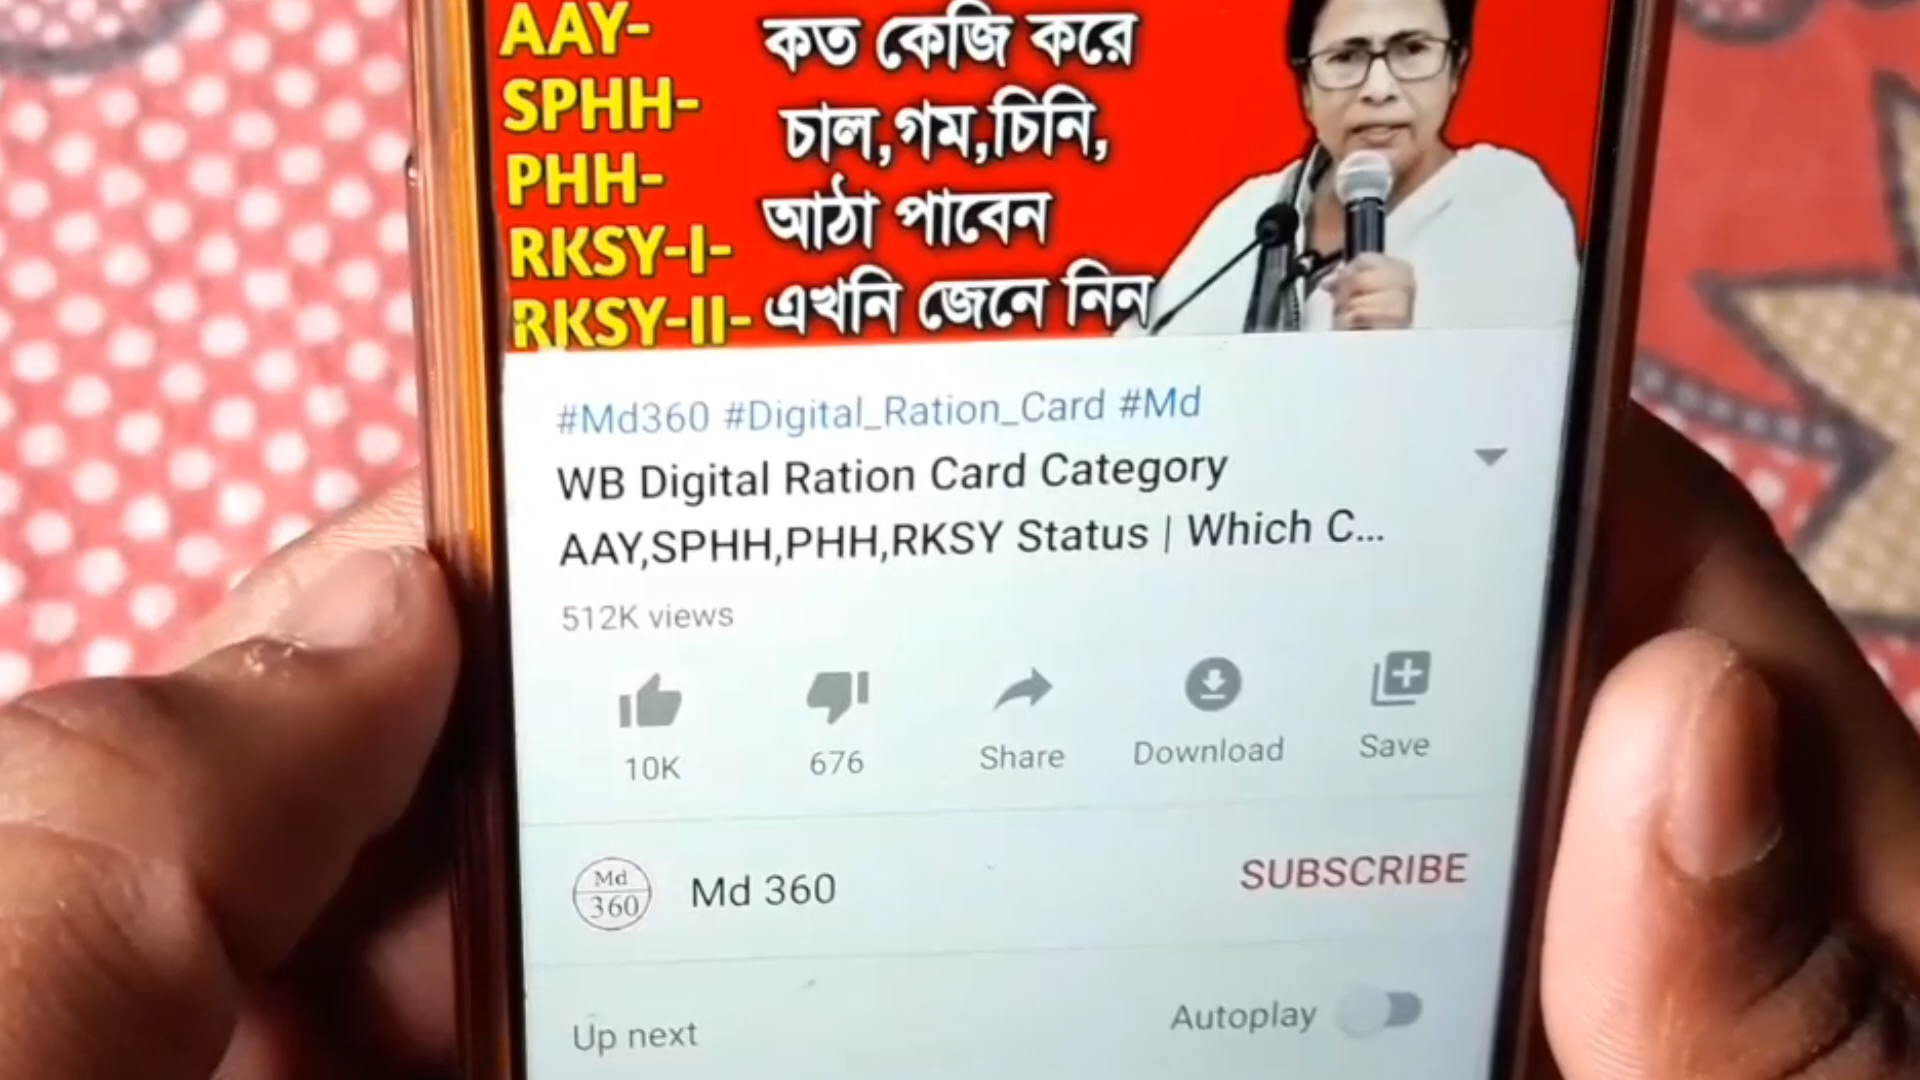 AAY-
SPHH-
PHH-
RKSY-I-
RKSY-II-
কত কেজি করে
চাল,গম,চিনি,
আঠা পাবেন
এখনি জেনে নিন
#Md360 #Digital_Ration_Card #Md
WB Digital Ration Card Category
AAY,SPHH,PHH,RKSY Status | Which C...
512K views
10K
676
Share
Download
Save
Md
360
Md 360
SUBSCRIBE
Up next
Autoplay